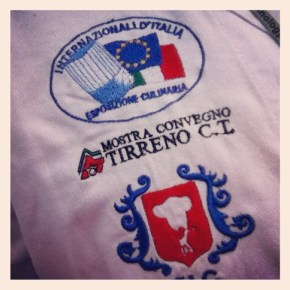 INTERNAZIONALI D'ITALIA
ESPOSIZIONE CULINARIA
MOSTRA CONVEGNO
TIRRENO C.T.